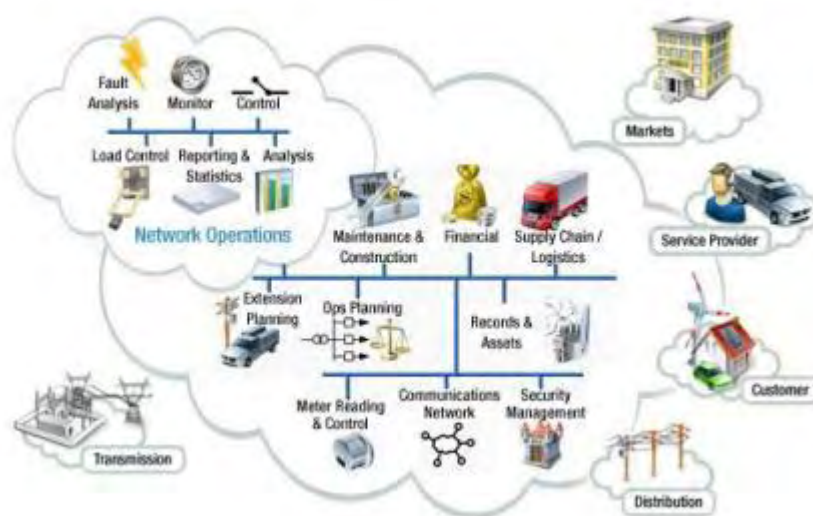 Fault
Analysis
Monitor
Control
Load Control
Reporting &
Statistics
Analysis
Network Operations
Markets
Service Provider
Maintenance &
Construction
Financial
Supply Chain /
Logistics
Extension
Planning
Ops Planning
Records &
Assets
Customer
Meter Reading
& Control
Communications
Network
Security
Management
Transmission
Distribution